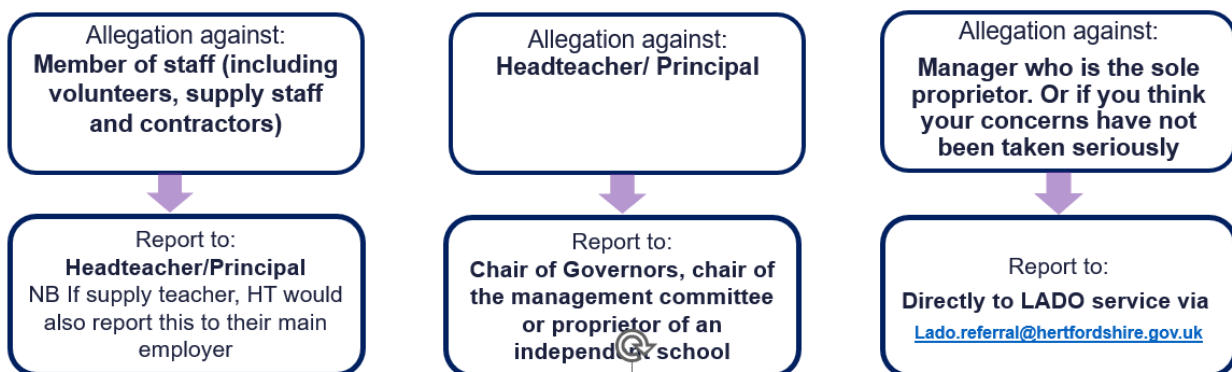 Allegation against:
Member of staff (including
volunteers, supply staff
and contractors)
Report to:
Headteacher/Principal
NB If supply teacher, HT would
also report this to their main
employer
Allegation against:
Headteacher/ Principal
Report to:
Chair of Governors, chair of
the management committee
or proprietor of an
independent school
Allegation against:
Manager who is the sole
proprietor. Or if you think
your concerns have not
been taken seriously
Report to:
Directly to LADO service via
Lado.referral@hertfordshire.gov.uk